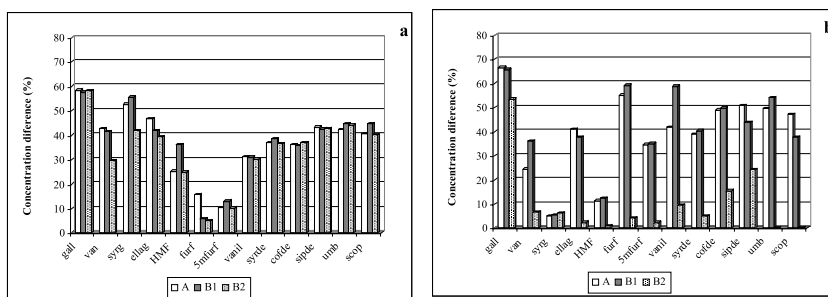 a
Concentration diference (%)
80
70
60
50
40
30
20
10
0
gall van syrg ellag HMF furf 5mfurf vanil syrde cofde sipde umb scop
A B1 B2
b
Concentration diference (%)
80
70
60
50
40
30
20
10
0
gall van syrg ellag HMF furf 5mfurf vanil syrde cofde sipde umb scop
A B1 B2